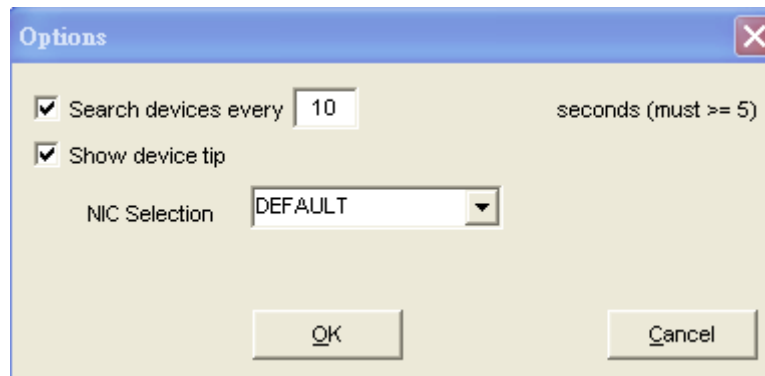 Options
Search devices every 10 seconds (must >= 5)
Show device tip
NIC Selection DEFAULT
OK Cancel